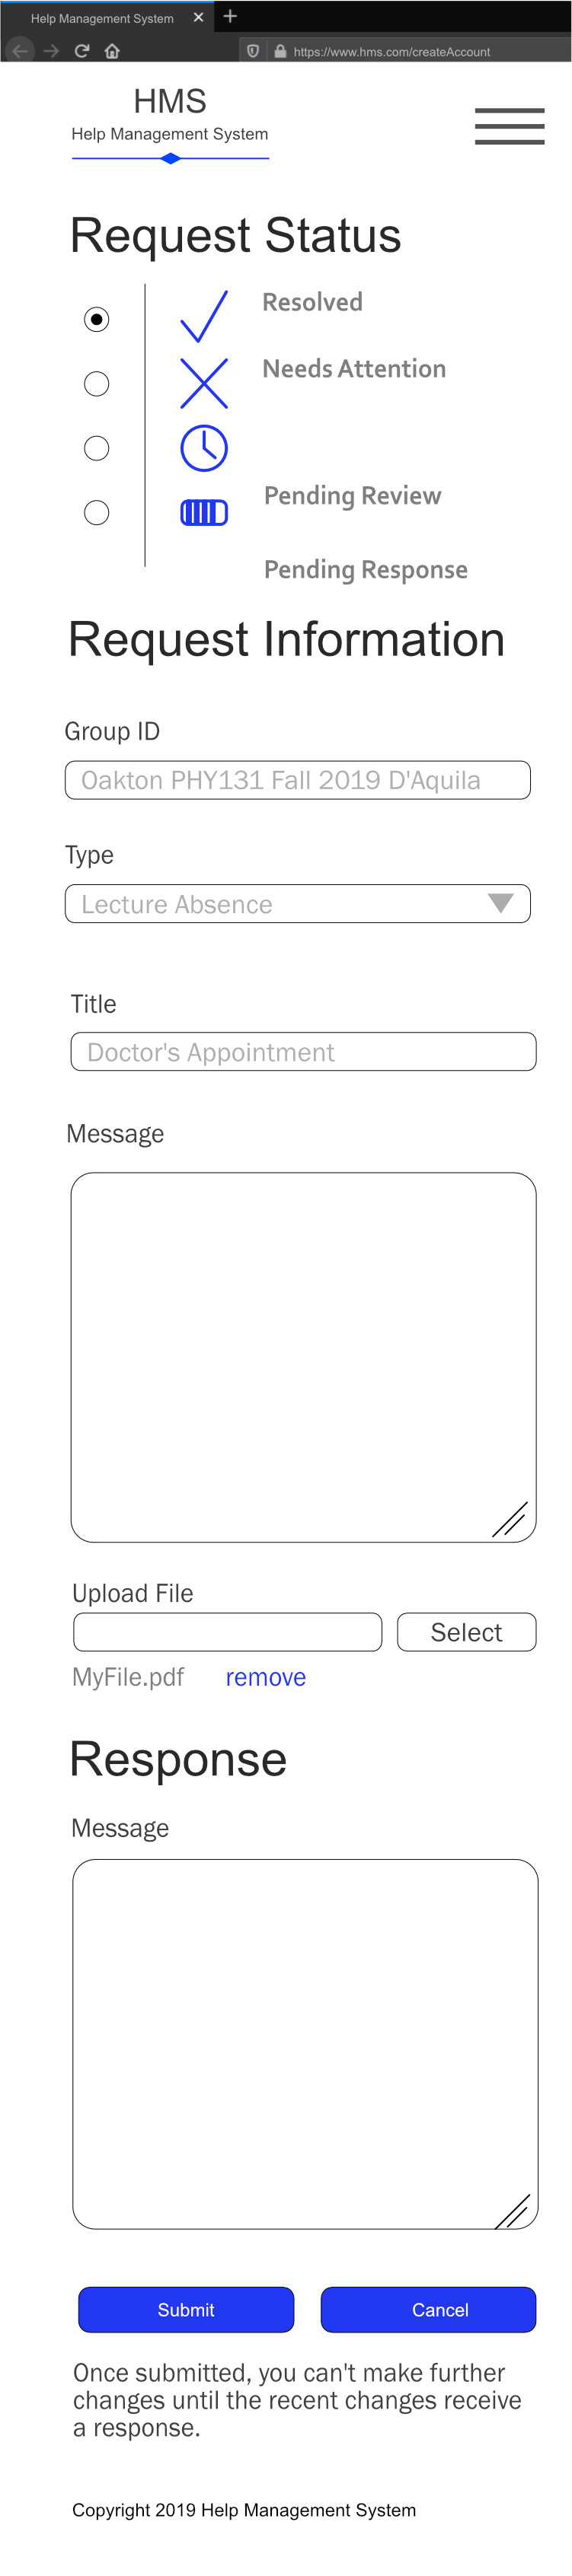 Help Management System
https://www.hms.com/createAccount
HMS
Help Management System
Request Status
Resolved
Needs Attention
Pending Review
Pending Response
Request Information
Group ID
Oakton PHY131 Fall 2019 D'Aquila
Type
Lecture Absence
Title
Doctor's Appointment
Message
Upload File
Select
MyFile.pdf remove
Response
Message
Submit Cancel
Once submitted, you can't make further
changes until the recent changes receive
a response.
Copyright 2019 Help Management System